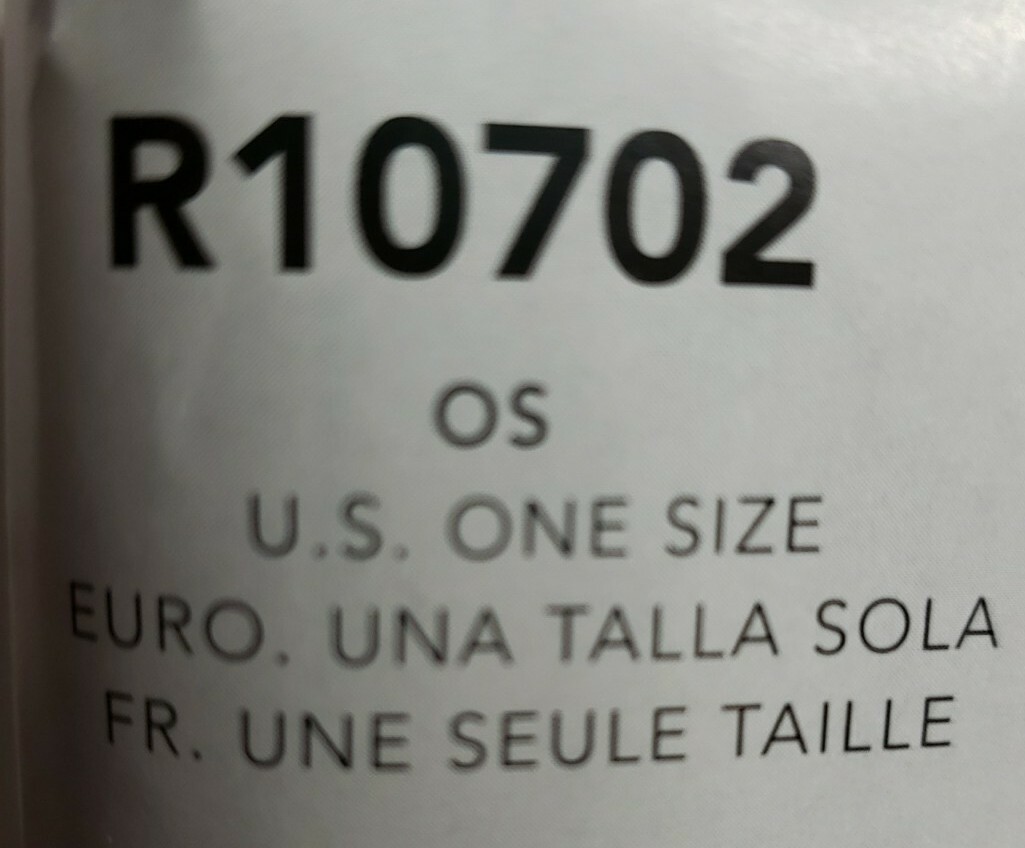 R10702
OS
U.S. ONE SIZE
EURO. UNA TALLA SOLA
FR. UNE SEULE TAILLE